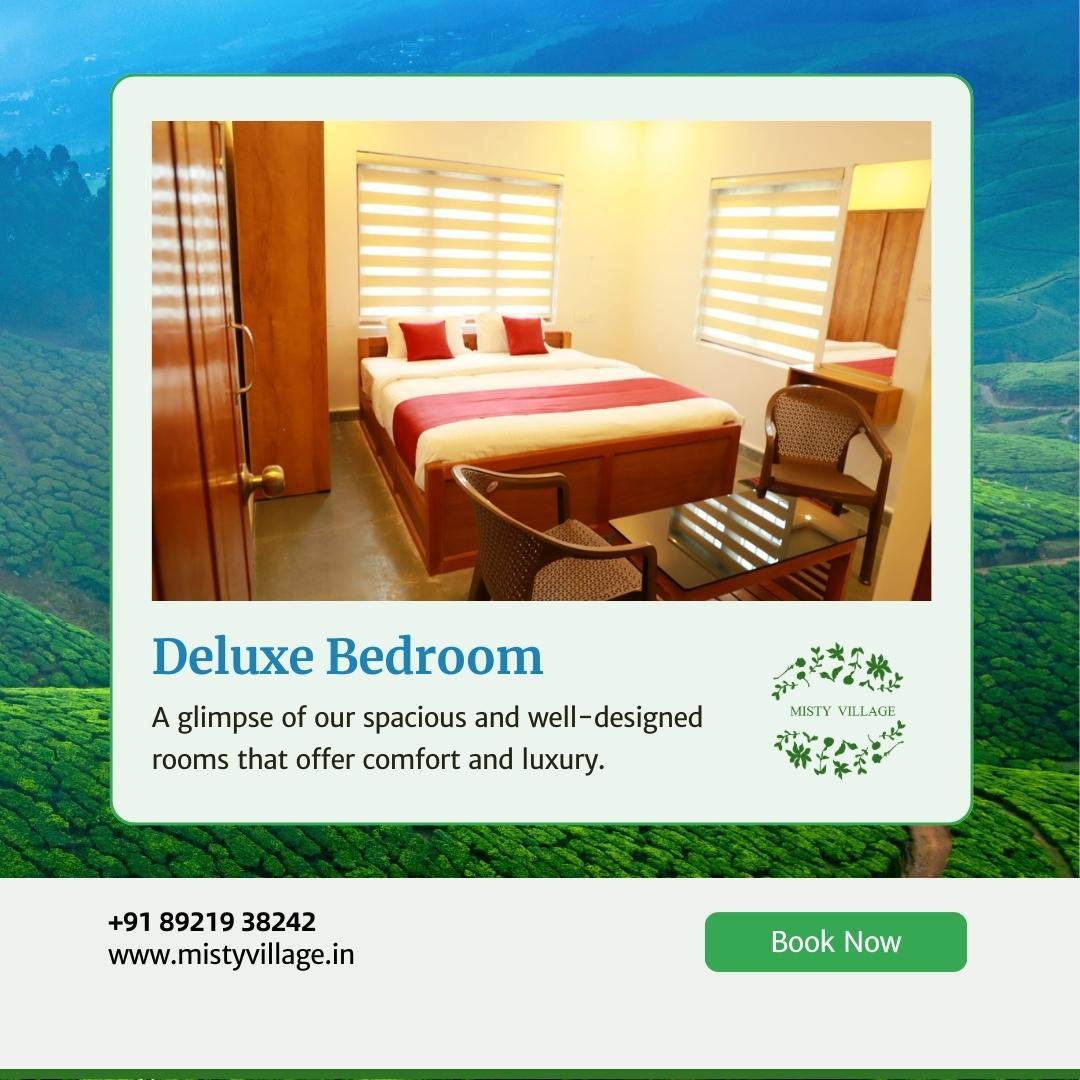 Deluxe Bedroom
A glimpse of our spacious and well-designed
rooms that offer comfort and luxury.
MISTY VILLAGE
+91 89219 38242
www.mistyvillage.in
Book Now